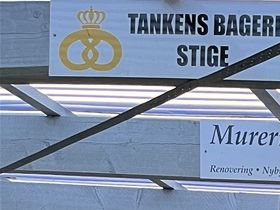 TANKENS BAGERI
STIGE
Murer
Renovering • Nyb